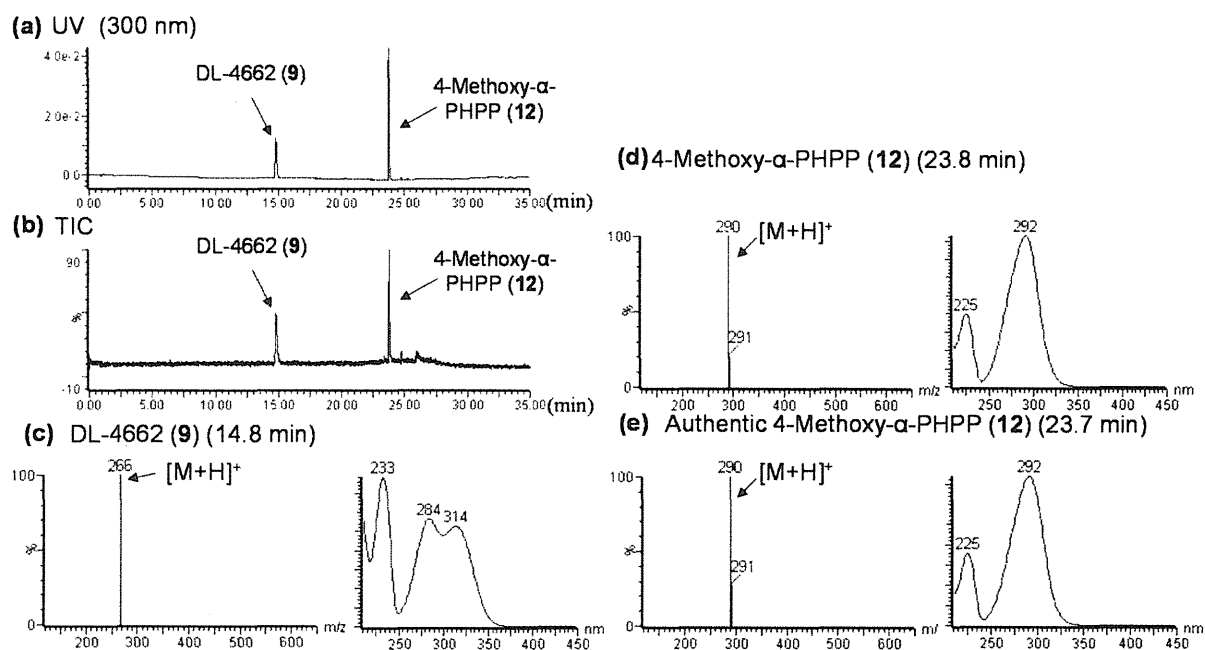 (a) UV (300 nm)
4 0e-2
2 0e-2
0 0
DL-4662 (9)
4-Methoxy-α-
PHPP (12)
0 00 5 00 10 00 15 00 20 00 25 00 30 00 35 00 (min)
(b) TIC
90
%
-10
DL-4662 (9)
4-Methoxy-α-
PHPP (12)
0 00 5 00 10 00 15 00 20 00 25 00 30 00 35 00 (min)
(c) DL-4662 (9) (14.8 min)
100
%
0
266
[M+H]+
200 300 400 500 600 m/z
233
284 314
250 300 350 400 450 nm
(d) 4-Methoxy-α-PHPP (12) (23.8 min)
100
%
0
290
[M+H]+
291
200 300 400 500 600 m/z
225
292
250 300 350 400 450 nm
(e) Authentic 4-Methoxy-α-PHPP (12) (23.7 min)
100
%
0
290
[M+H]+
291
200 300 400 500 600 m/
225
292
250 300 350 400 450 nm